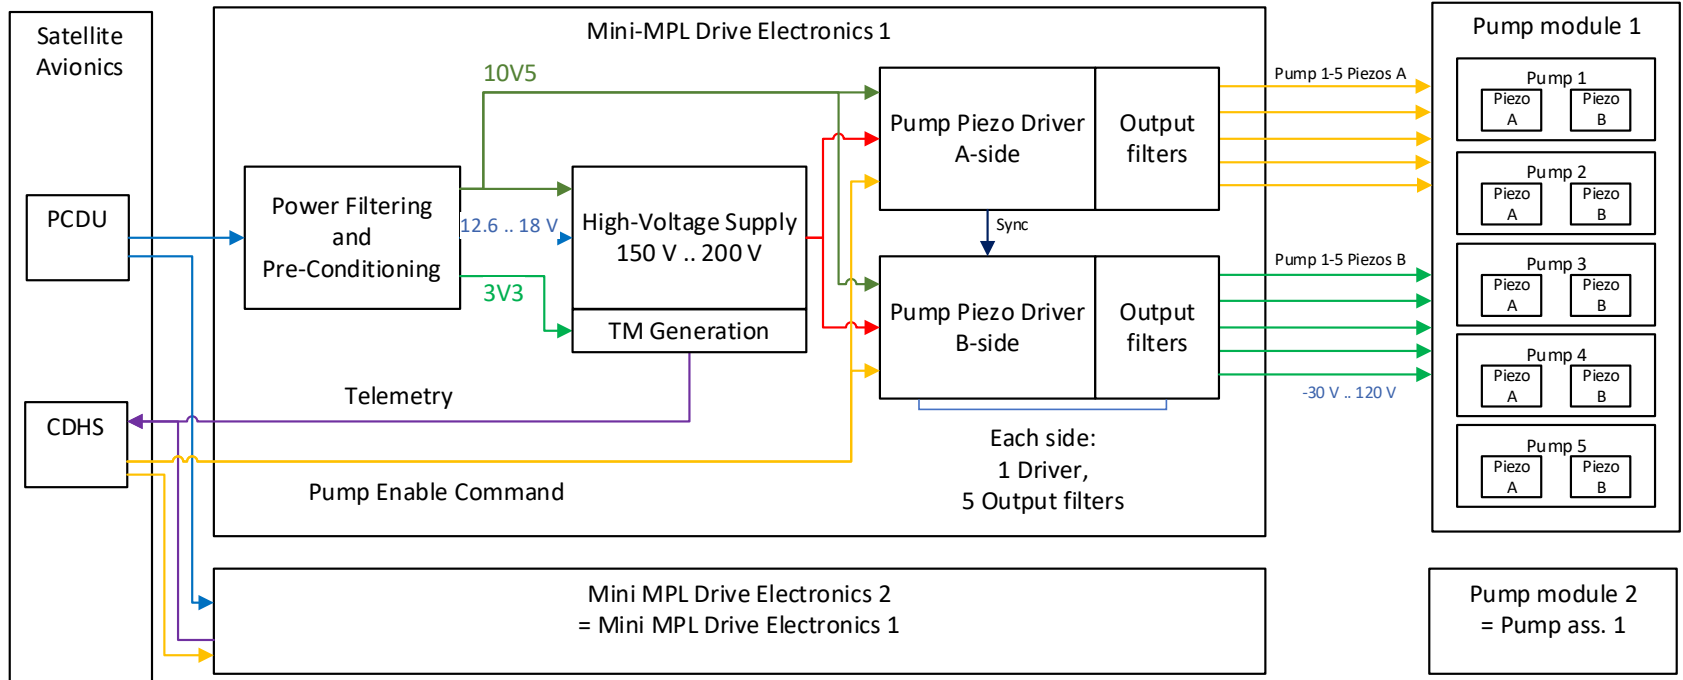 Satellite
Avionics
PCDU
CDHS
Mini-MPL Drive Electronics 1
10V5
Power Filtering
and
Pre-Conditioning
12.6 .. 18 V
3V3
High-Voltage Supply
150 V .. 200 V
TM Generation
Telemetry
Pump Enable Command
Pump Piezo Driver
A-side
Output
filters
Sync
Pump Piezo Driver
B-side
Output
filters
Each side:
1 Driver,
5 Output filters
Pump 1-5 Piezos A
Pump 1-5 Piezos B
-30 V .. 120 V
Pump module 1
Pump 1
Piezo
A
Piezo
B
Pump 2
Piezo
A
Piezo
B
Pump 3
Piezo
A
Piezo
B
Pump 4
Piezo
A
Piezo
B
Pump 5
Piezo
A
Piezo
B
Mini MPL Drive Electronics 2
= Mini MPL Drive Electronics 1
Pump module 2
= Pump ass. 1